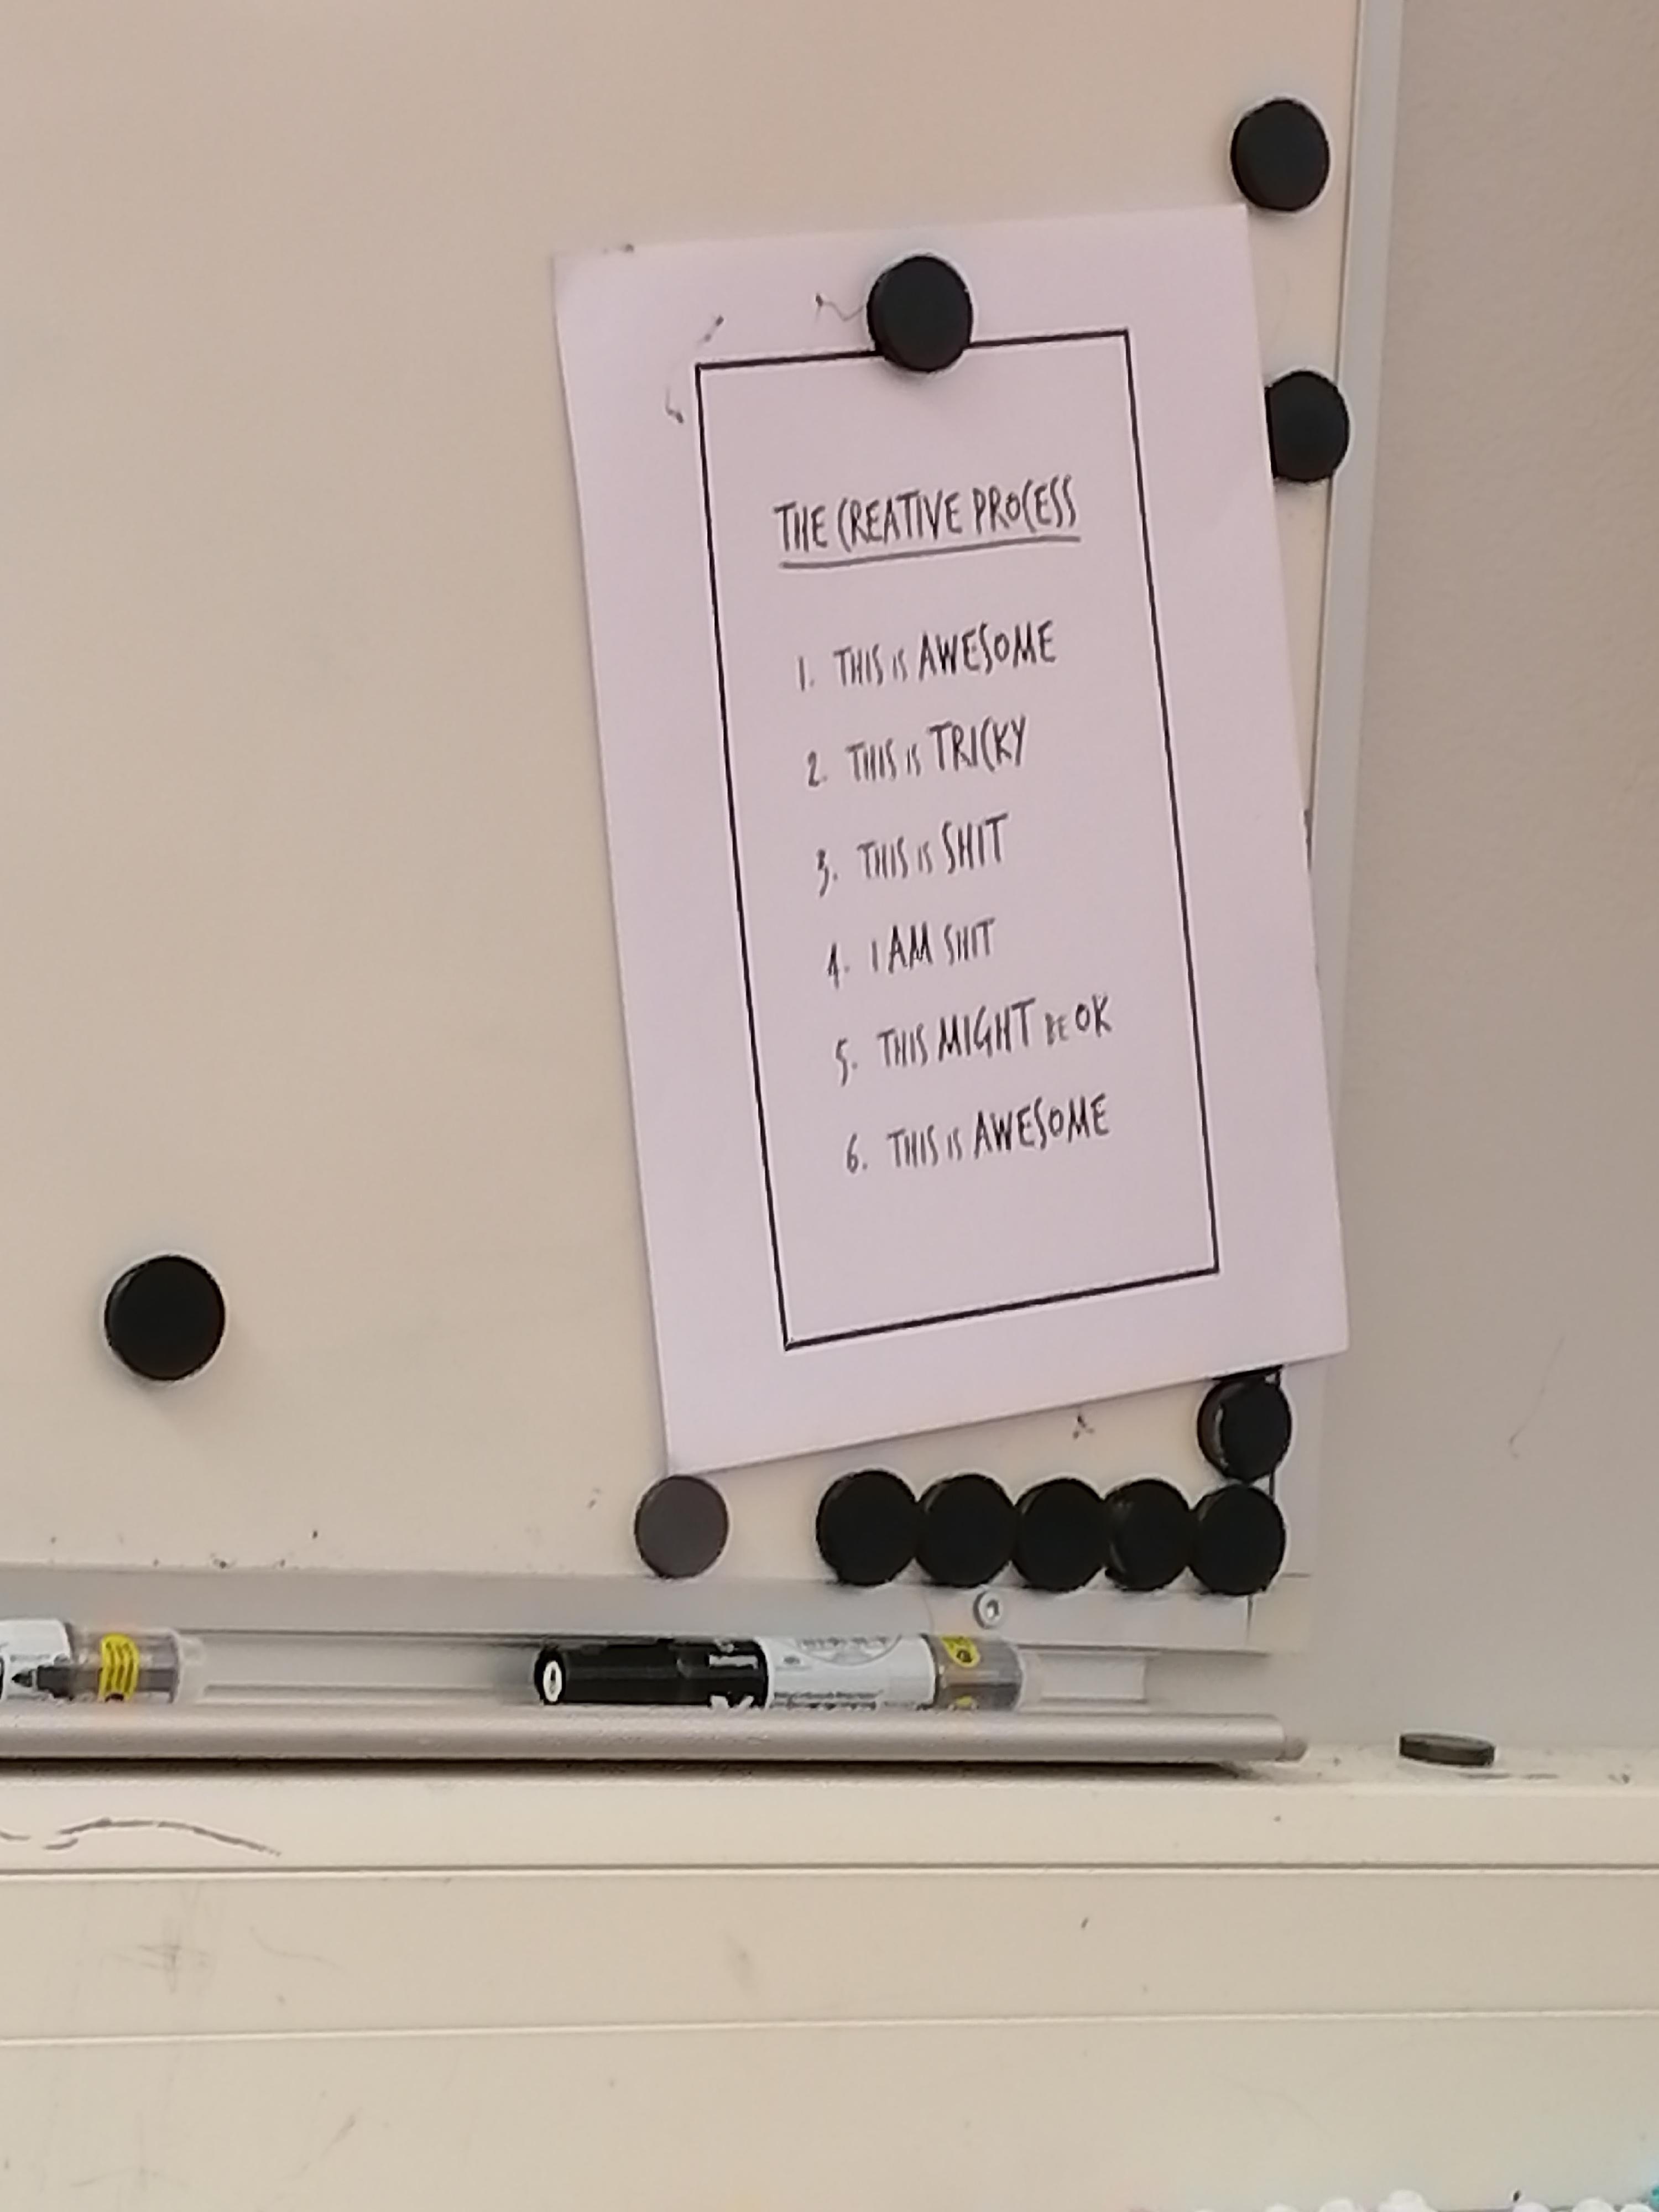 THE CREATIVE PROCESS
1. THIS IS AWESOME
2. THIS IS TRICKY
3. THIS IS SHIT
4. I AM SHIT
5. THIS MIGHT BE OK
6. THIS IS AWESOME